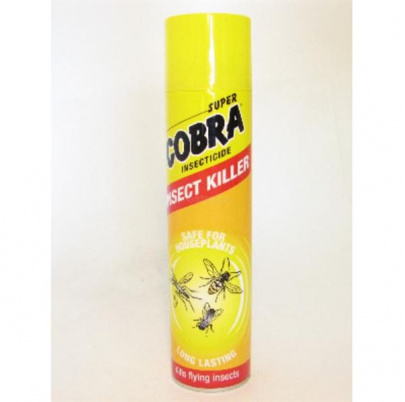 SUPER
COBRA
INSECTICIDE
INSECT KILLER
SAFE FOR
HOUSEPLANTS
LONG LASTING
kills flying insects